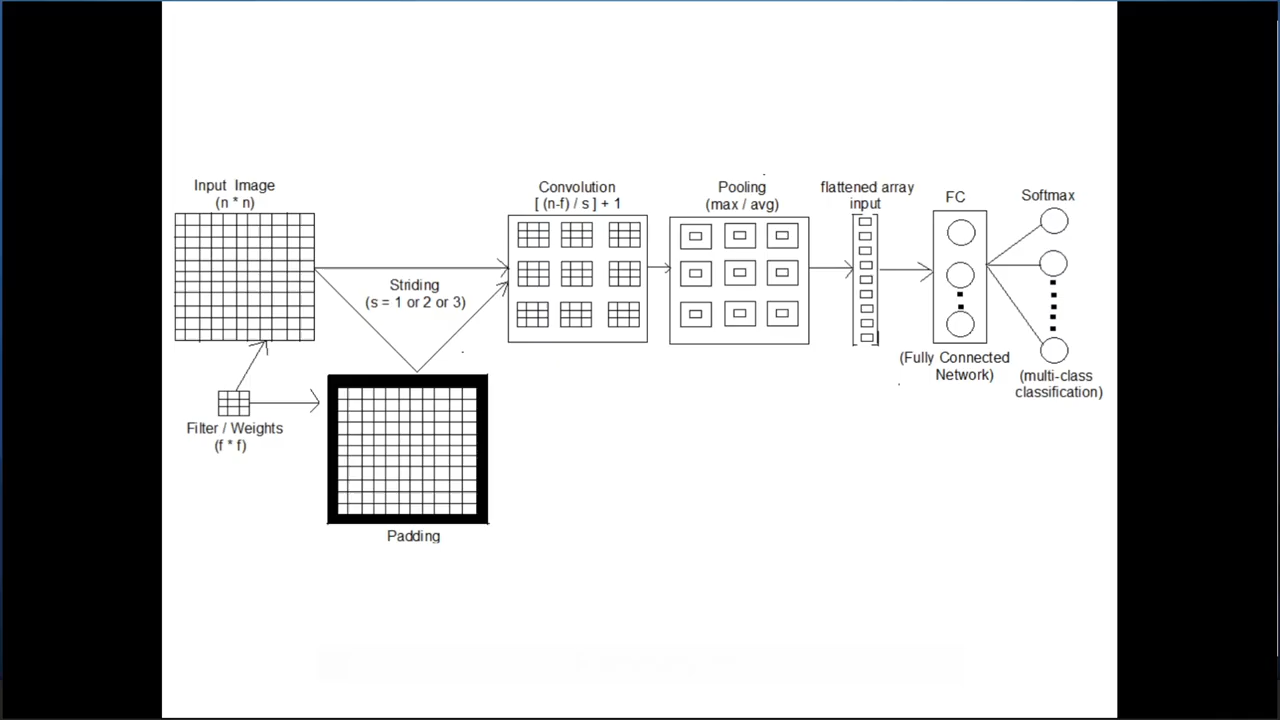 Input Image
(n * n)
Filter / Weights
(f * f)
Striding
(s = 1 or 2 or 3)
Padding
Convolution
[ (n-f) / s ] + 1
Pooling
(max / avg)
flattened array
input
FC
(Fully Connected
Network)
Softmax
(multi-class
classification)